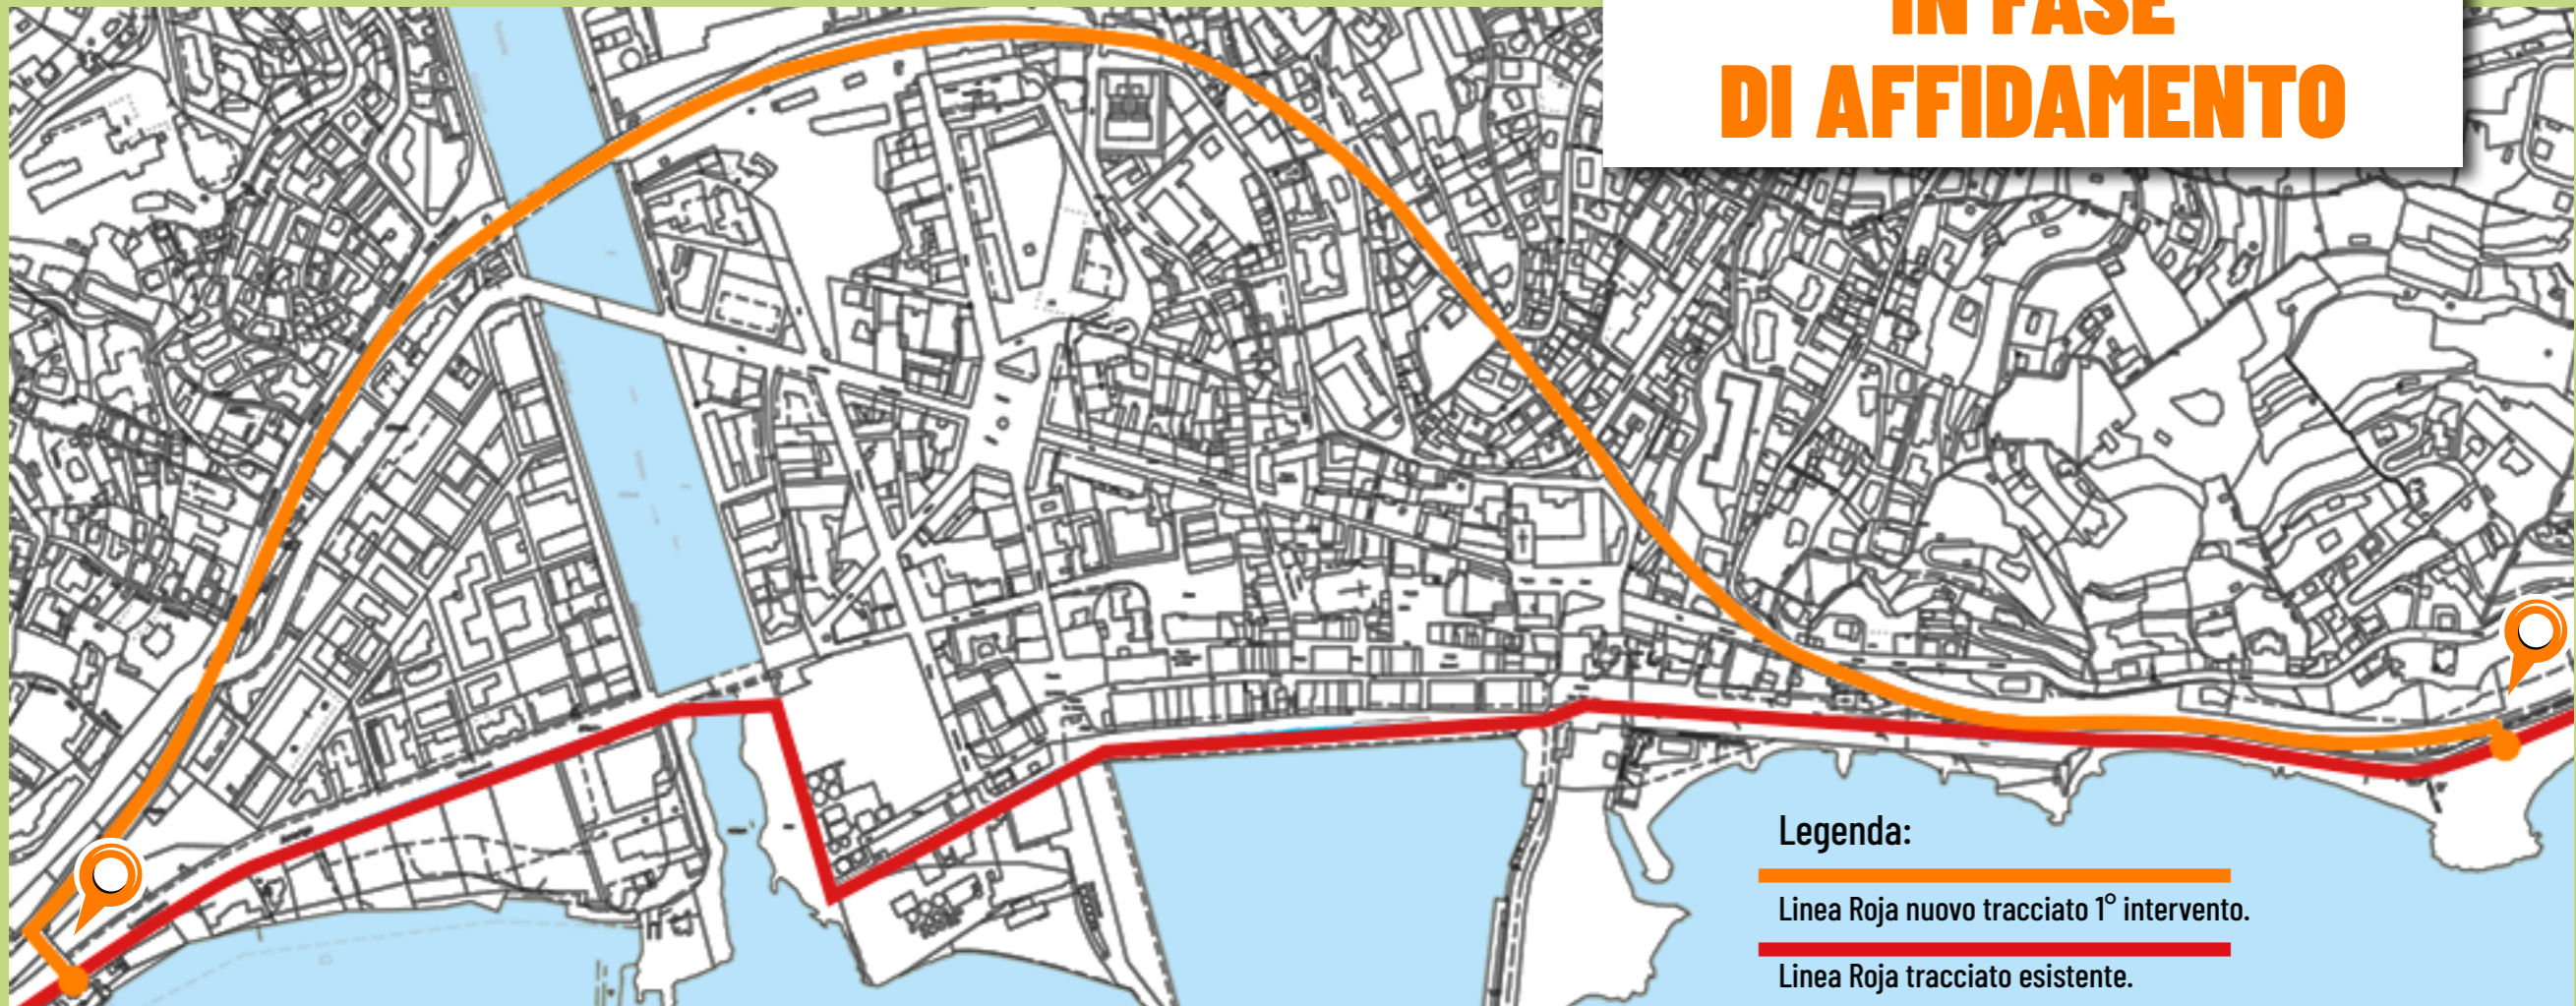 IN FASE
DI AFFIDAMENTO
Legenda:
Linea Roja nuovo tracciato 1° intervento.
Linea Roja tracciato esistente.